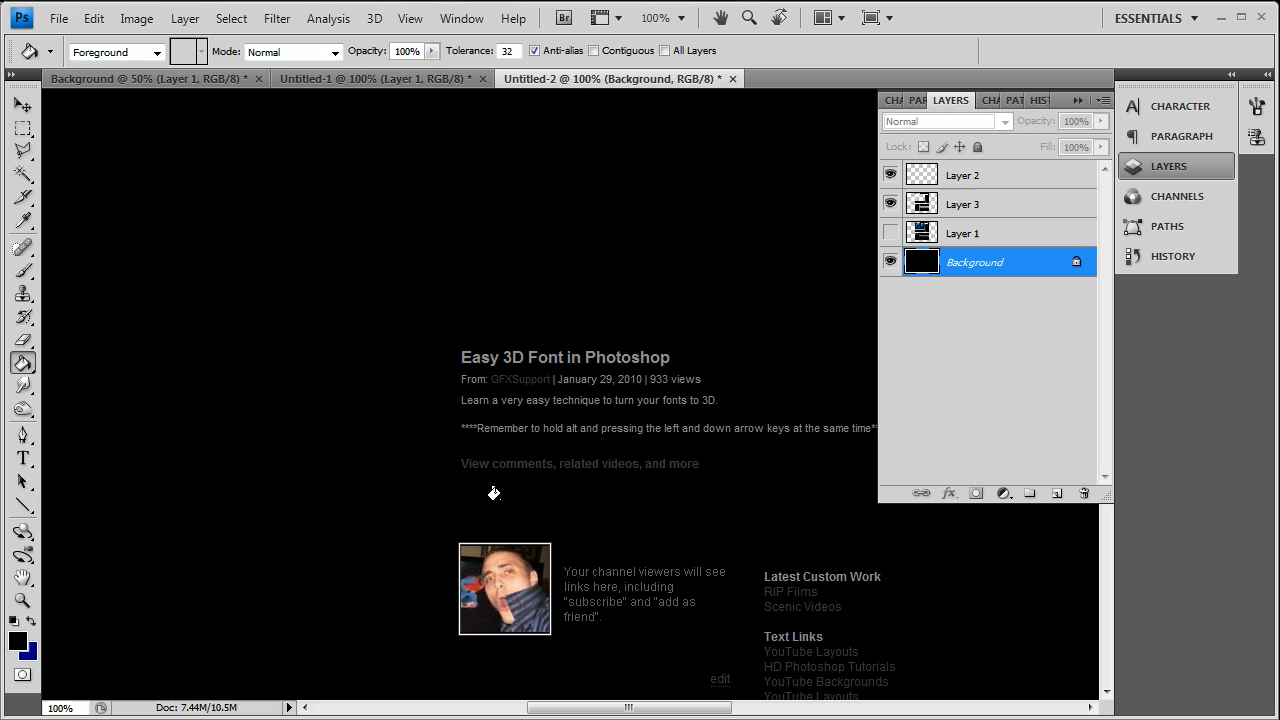 Ps File Edit Image Layer Select Filter Analysis 3D View Window Help Br 100% ESSENTIALS
Foreground Mode: Normal Opacity: 100% Tolerance: 32 Anti-alias Contiguous All Layers
Background @ 50% (Layer 1, RGB/8) * Untitled-1 @ 100% (Layer 1, RGB/8) * Untitled-2 @ 100% (Background, RGB/8) *
CHA PAR LAYERS CHA PAT HIST
Normal Opacity: 100%
Lock: Fill: 100%
Layer 2
Layer 3
Layer 1
Background
CHARACTER
PARAGRAPH
LAYERS
CHANNELS
PATHS
HISTORY
Easy 3D Font in Photoshop
From: GFXSupport | January 29, 2010 | 933 views
Learn a very easy technique to turn your fonts to 3D.
****Remember to hold alt and pressing the left and down arrow keys at the same time*
View comments, related videos, and more
Your channel viewers will see
links here, including
"subscribe" and "add as
friend".
edit
Latest Custom Work
RIP Films
Scenic Videos
Text Links
YouTube Layouts
HD Photoshop Tutorials
YouTube Backgrounds
YouTube Layouts
100% Doc: 7.44M/10.5M